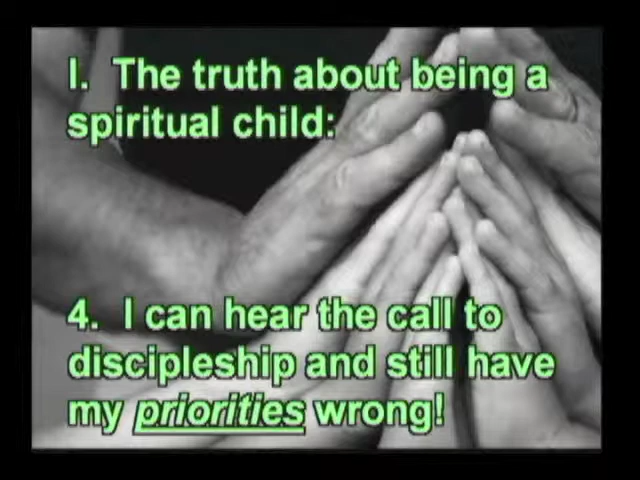 I.  The truth about being a
spiritual child:
4.  I can hear the call to
discipleship and still have
my priorities wrong!